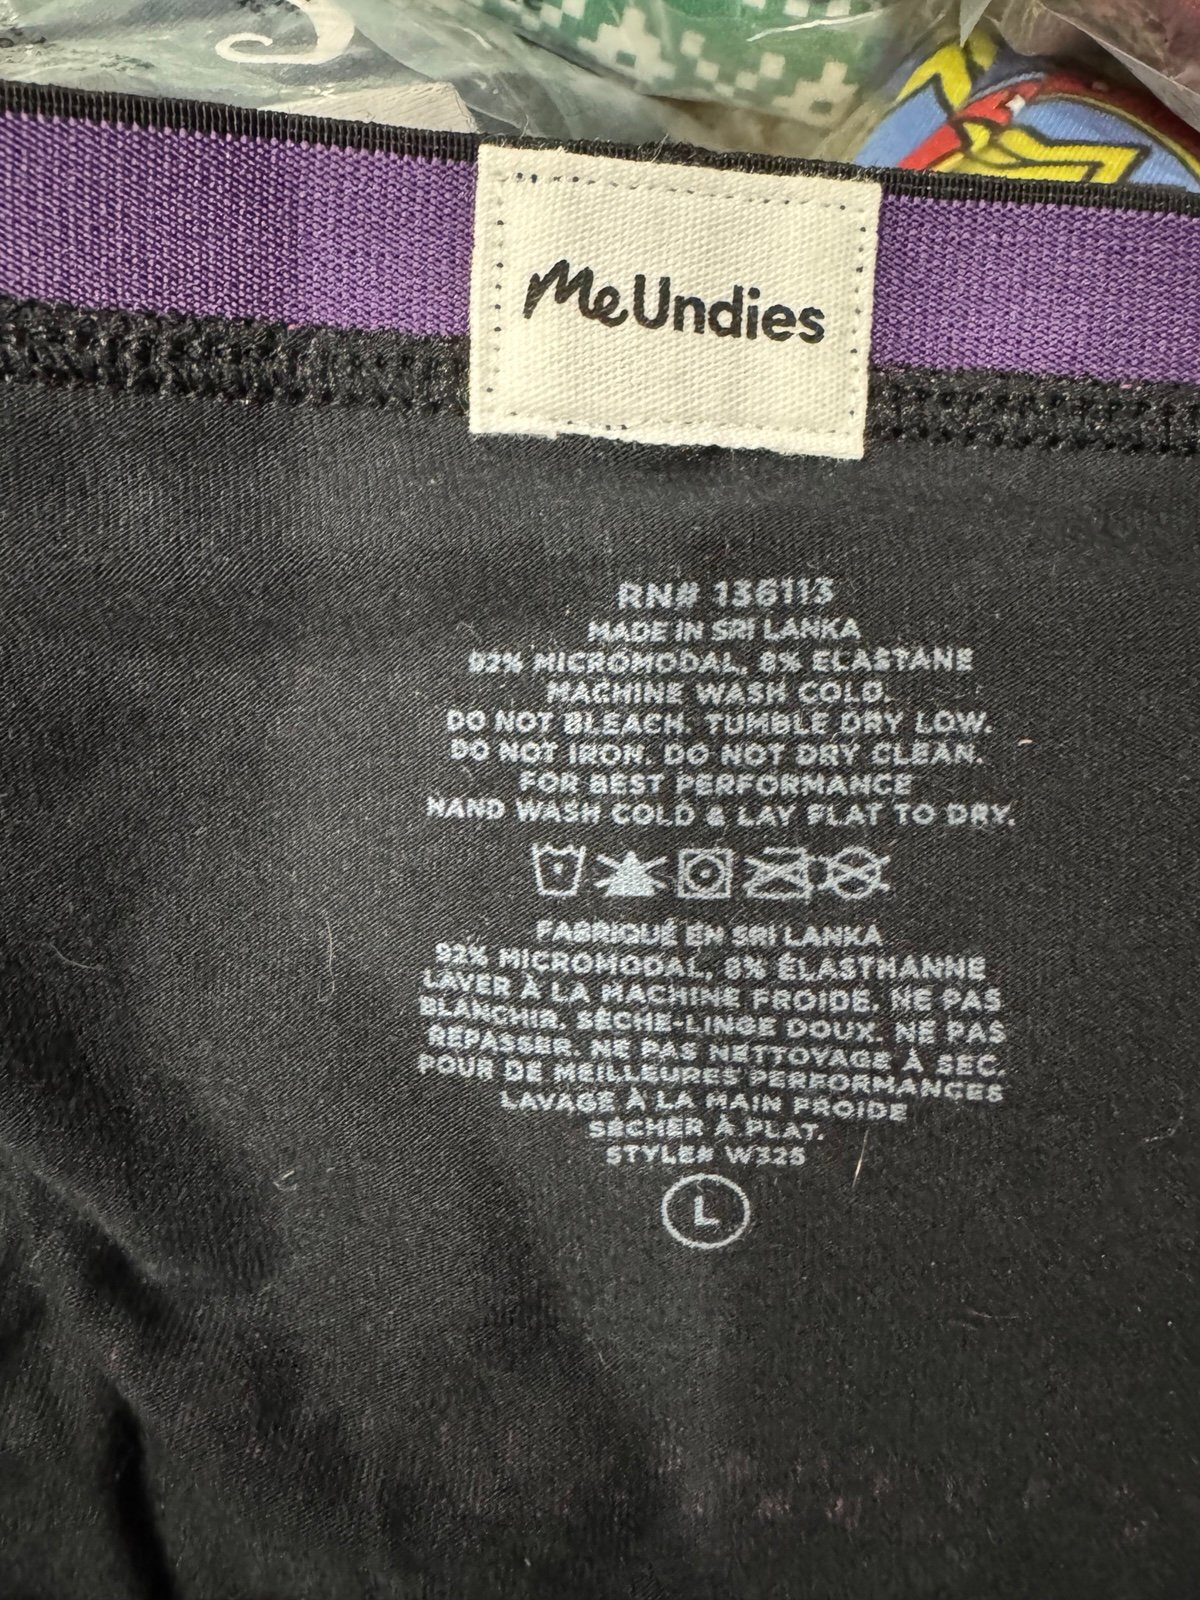 MeUndies
RN# 136113
MADE IN SRI LANKA
92% MICROMODAL, 8% ELASTANE
MACHINE WASH COLD.
DO NOT BLEACH. TUMBLE DRY LOW.
DO NOT IRON. DO NOT DRY CLEAN.
FOR BEST PERFORMANCE
HAND WASH COLD & LAY FLAT TO DRY.
FABRIQUÉ EN SRI LANKA
92% MICROMODAL, 8% ÉLASTHANNE
LAVER À LA MACHINE FROIDE. NE PAS
BLANCHIR. SÈCHE-LINGE DOUX. NE PAS
REPASSER. NE PAS NETTOYAGE À SEC.
POUR DE MEILLEURES PERFORMANCES
LAVAGE À LA MAIN FROIDE
SÉCHER À PLAT.
STYLE# W325
L